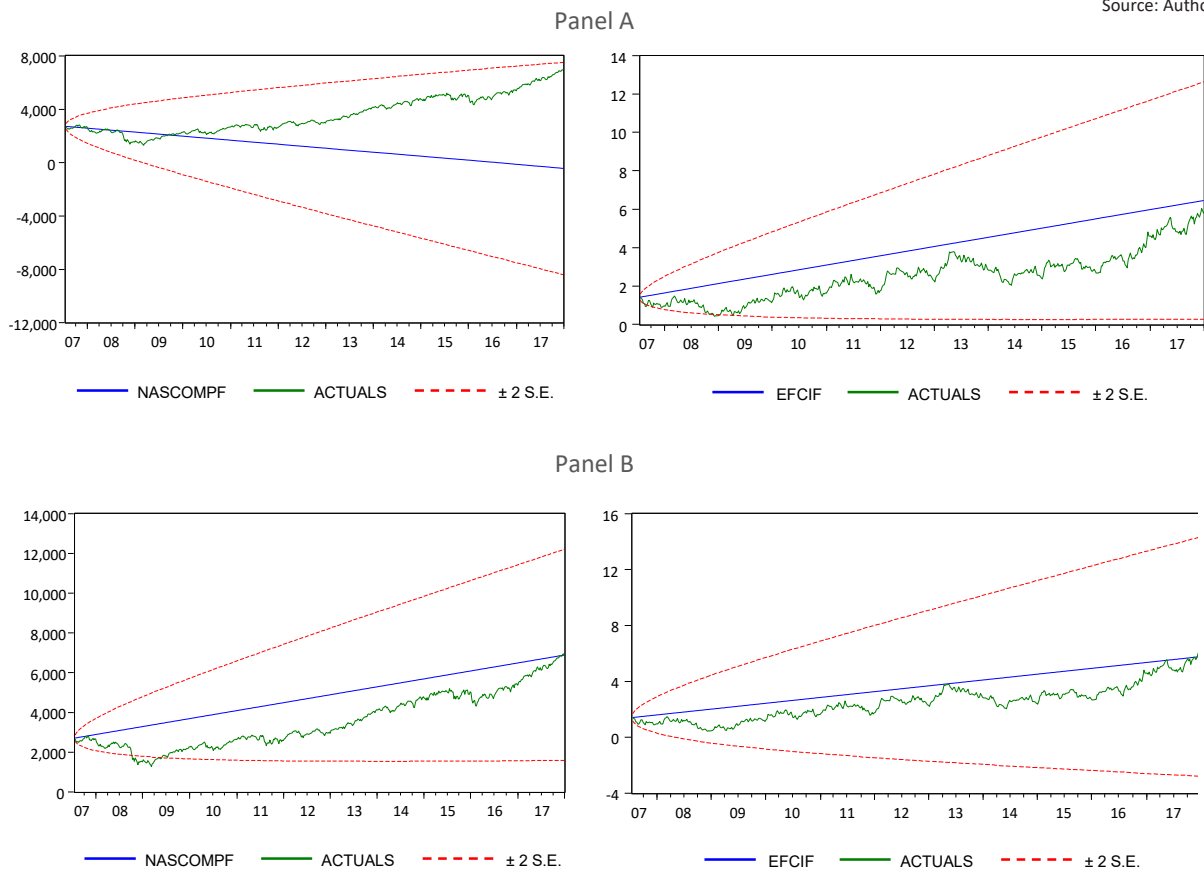 Source: Autho
Panel A
8,000
4,000
0
-4,000
-8,000
-12,000
07 08 09 10 11 12 13 14 15 16 17
NASCOMPF ACTUALS ± 2 S.E.
14
12
10
8
6
4
2
0
07 08 09 10 11 12 13 14 15 16 17
EFCIF ACTUALS ± 2 S.E.
Panel B
14,000
12,000
10,000
8,000
6,000
4,000
2,000
0
07 08 09 10 11 12 13 14 15 16 17
NASCOMPF ACTUALS ± 2 S.E.
16
12
8
4
0
-4
07 08 09 10 11 12 13 14 15 16 17
EFCIF ACTUALS ± 2 S.E.